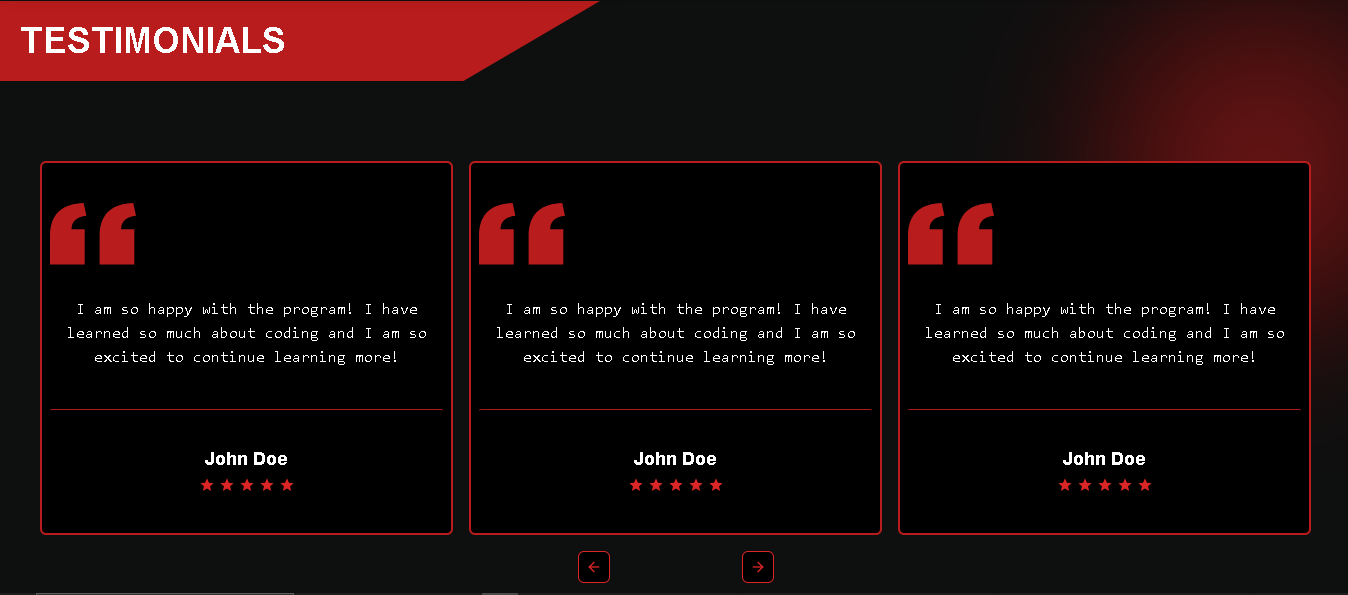 TESTIMONIALS
I am so happy with the program! I have
learned so much about coding and I am so
excited to continue learning more!
John Doe
I am so happy with the program! I have
learned so much about coding and I am so
excited to continue learning more!
John Doe
I am so happy with the program! I have
learned so much about coding and I am so
excited to continue learning more!
John Doe